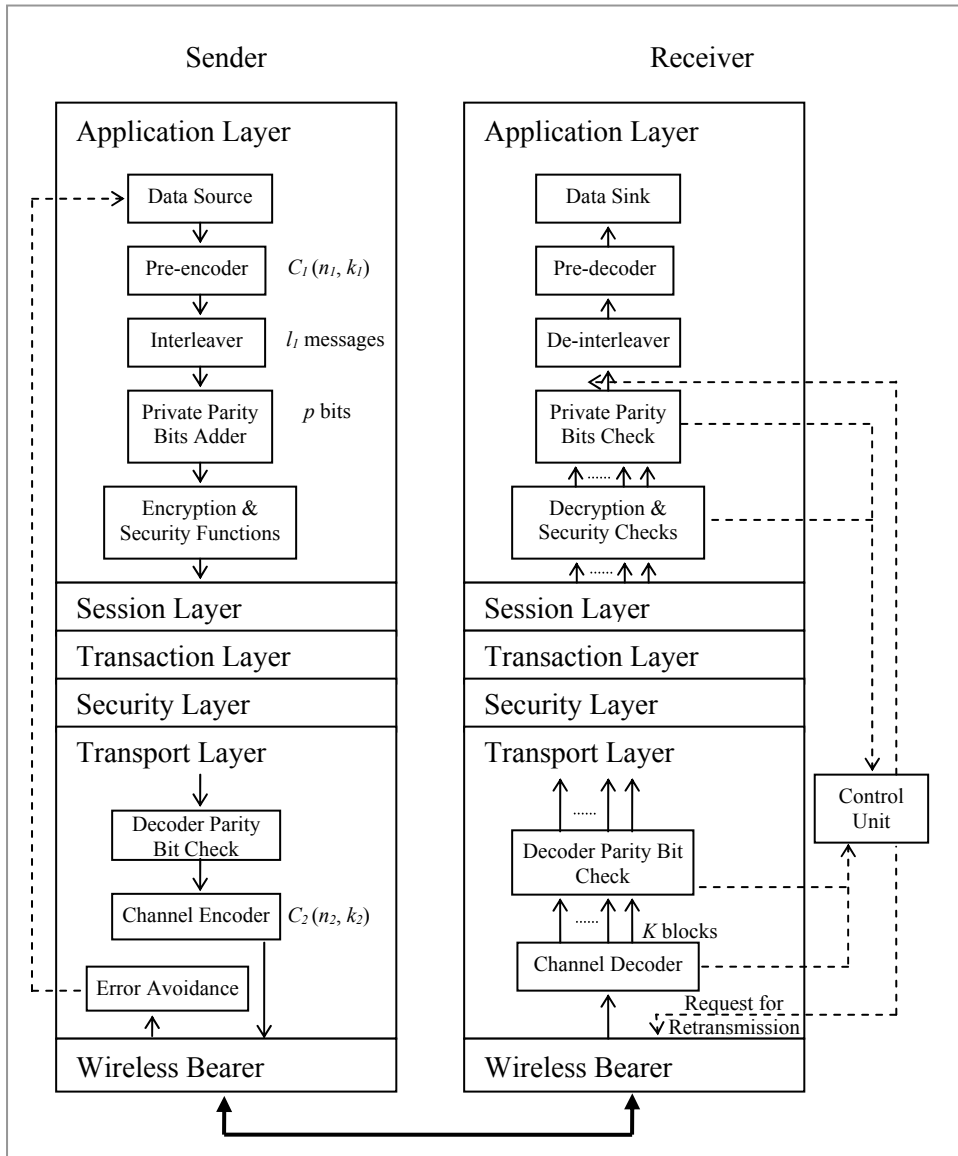 Sender
Application Layer
Data Source
Pre-encoder
C1 (n1, k1)
Interleaver
l1 messages
Private Parity
Bits Adder
p bits
Encryption &
Security Functions
Session Layer
Transaction Layer
Security Layer
Transport Layer
Decoder Parity
Bit Check
Channel Encoder
C2 (n2, k2)
Error Avoidance
Wireless Bearer
Receiver
Application Layer
Data Sink
Pre-decoder
De-interleaver
Private Parity
Bits Check
......
Decryption &
Security Checks
......
Session Layer
Transaction Layer
Security Layer
Transport Layer
......
Decoder Parity Bit
Check
......
K blocks
Channel Decoder
Request for
Retransmission
Wireless Bearer
Control
Unit